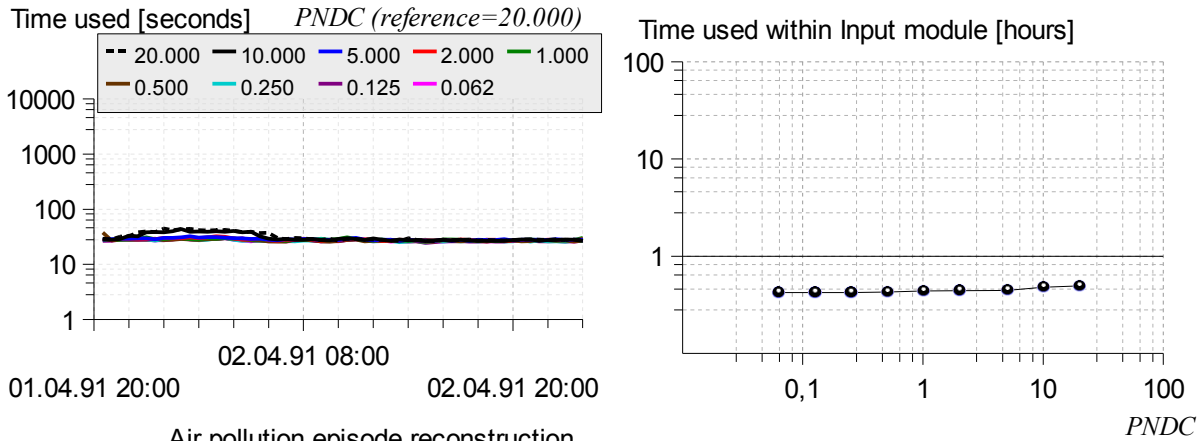 Time used [seconds] PNDC (reference=20.000)
20.000 10.000 5.000 2.000 1.000
0.500 0.250 0.125 0.062
10000
1000
100
10
1
02.04.91 08:00
01.04.91 20:00 02.04.91 20:00
Air pollution episode reconstruction
Time used within Input module [hours]
100
10
1
0,1 1 10 100
PNDC